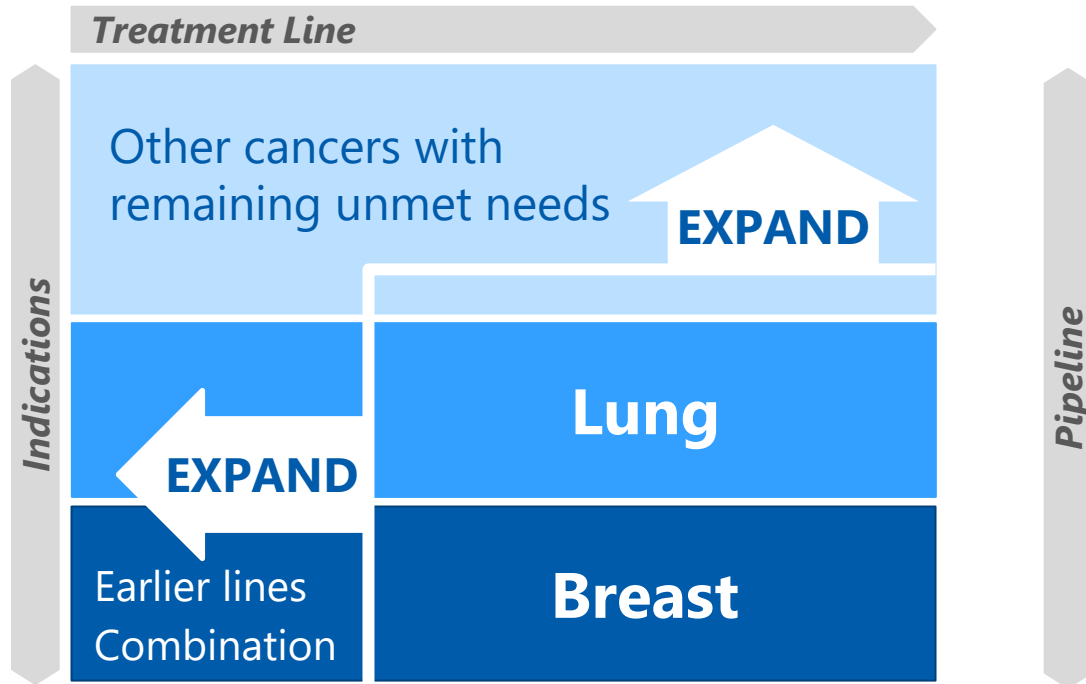 Treatment Line
Indications
Other cancers with
remaining unmet needs
EXPAND
Lung
EXPAND
Earlier lines
Combination
Breast
Pipeline